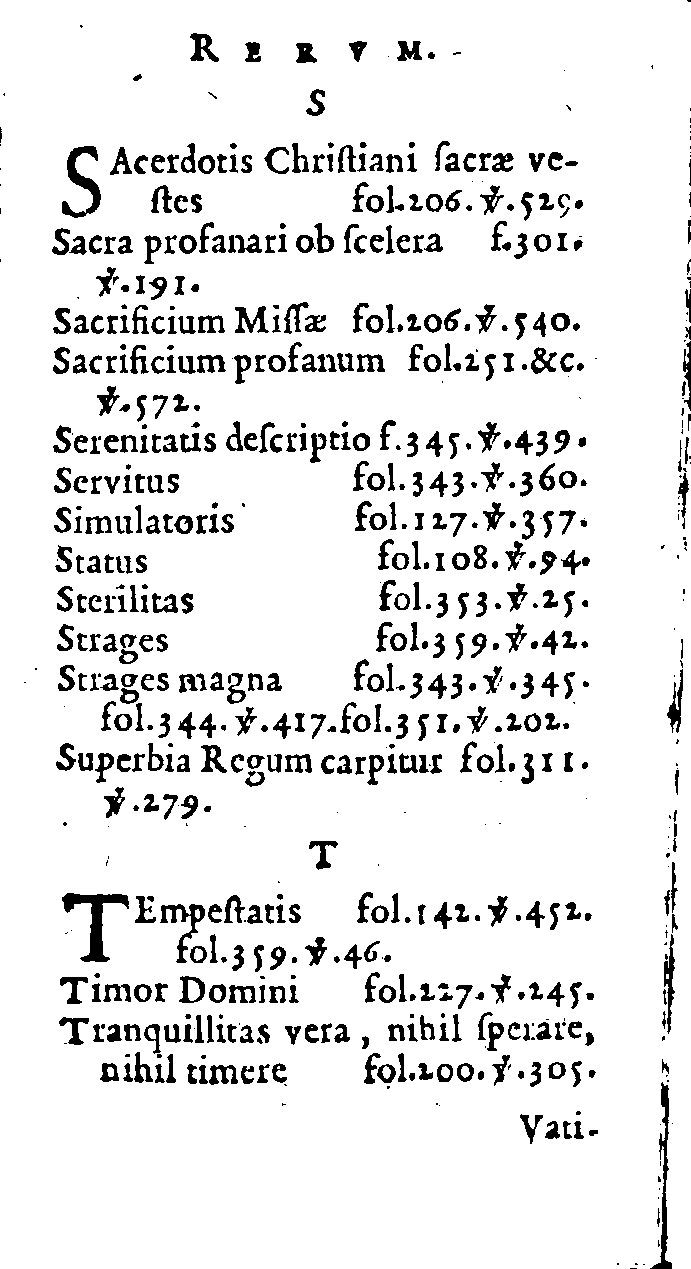 RERVM.
S
SAcerdotis Chriſtiani ſacræ ve-
ſtes fol.206.℣.529.
Sacra profanari ob ſcelera f.301.
℣.191.
Sacrificium Miſſæ fol.206.℣.540.
Sacrificium profanum fol.251.&c.
℣.572.
Serenitatis deſcriptio f.345.℣.439.
Servitus fol.343.℣.360.
Simulatoris fol.127.℣.357.
Status fol.108.℣.94.
Sterilitas fol.353.℣.25.
Strages fol.359.℣.42.
Strages magna fol.343.℣.345.
fol.344.℣.417.fol.351.℣.202.
Superbia Regum carpitur fol.311.
℣.279.
T
TEmpeſtatis fol.142.℣.452.
fol.359.℣.46.
Timor Domini fol.227.℣.245.
Tranquillitas vera, nihil ſperare,
nihil timere fol.200.℣.305.
Vati-